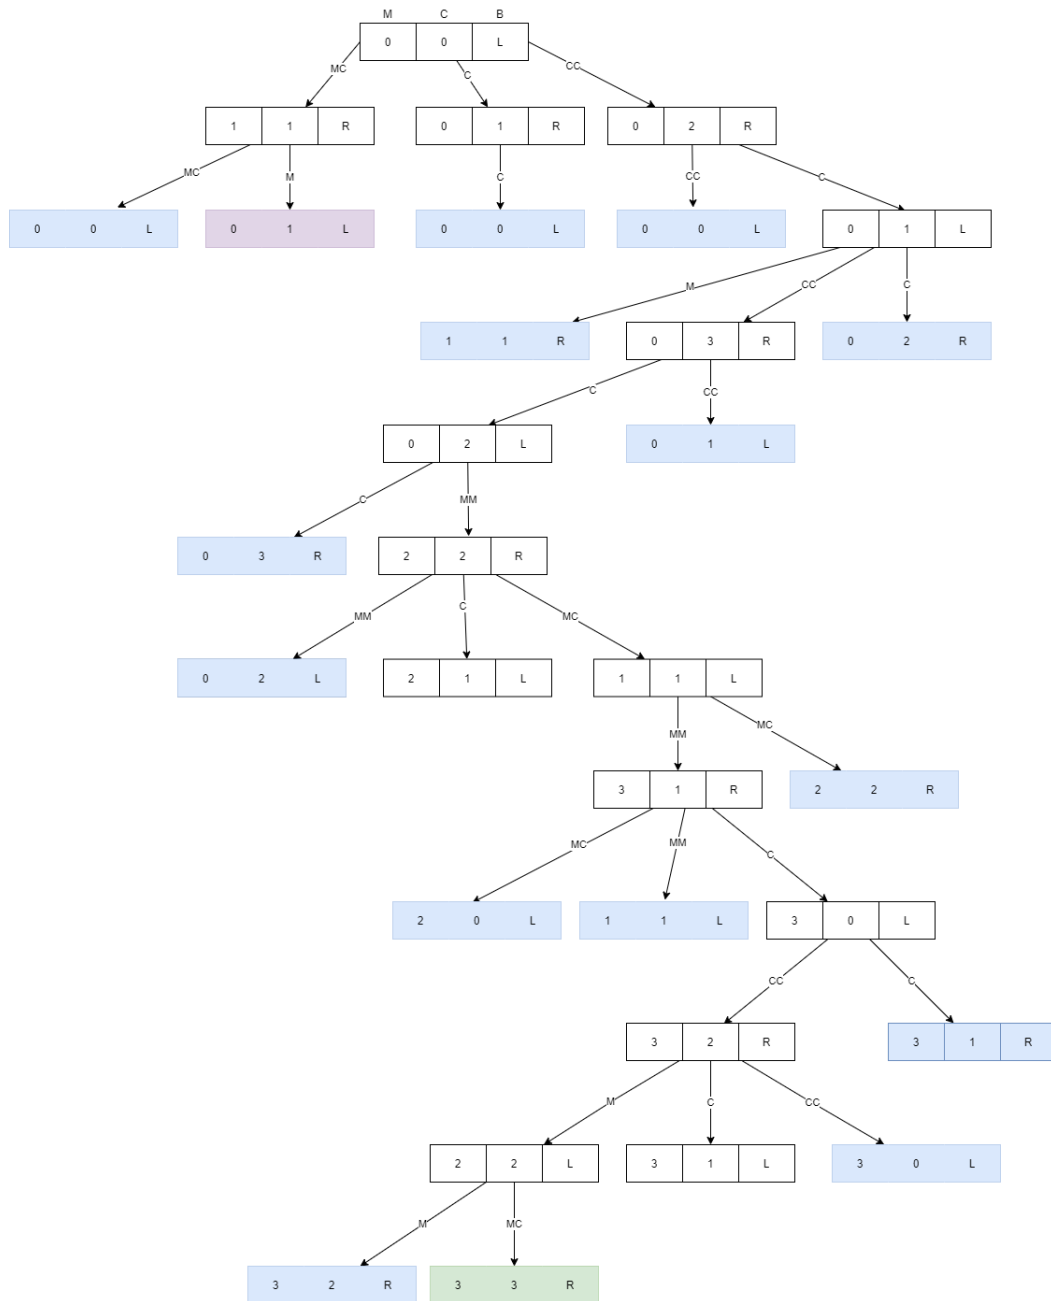 M C B
0 0 L
MC C CC
1 1 R 0 1 R 0 2 R
MC M C CC C
0 0 L 0 1 L 0 0 L 0 0 L 0 1 L
M CC C
1 1 R 0 3 R 0 2 R
C CC
0 2 L 0 1 L
C MM
0 3 R 2 2 R
MM C MC
0 2 L 2 1 L 1 1 L
MM MC
3 1 R 2 2 R
MC MM C
2 0 L 1 1 L 3 0 L
CC C
3 2 R 3 1 R
M C CC
2 2 L 3 1 L 3 0 L
M MC
3 2 R 3 3 R